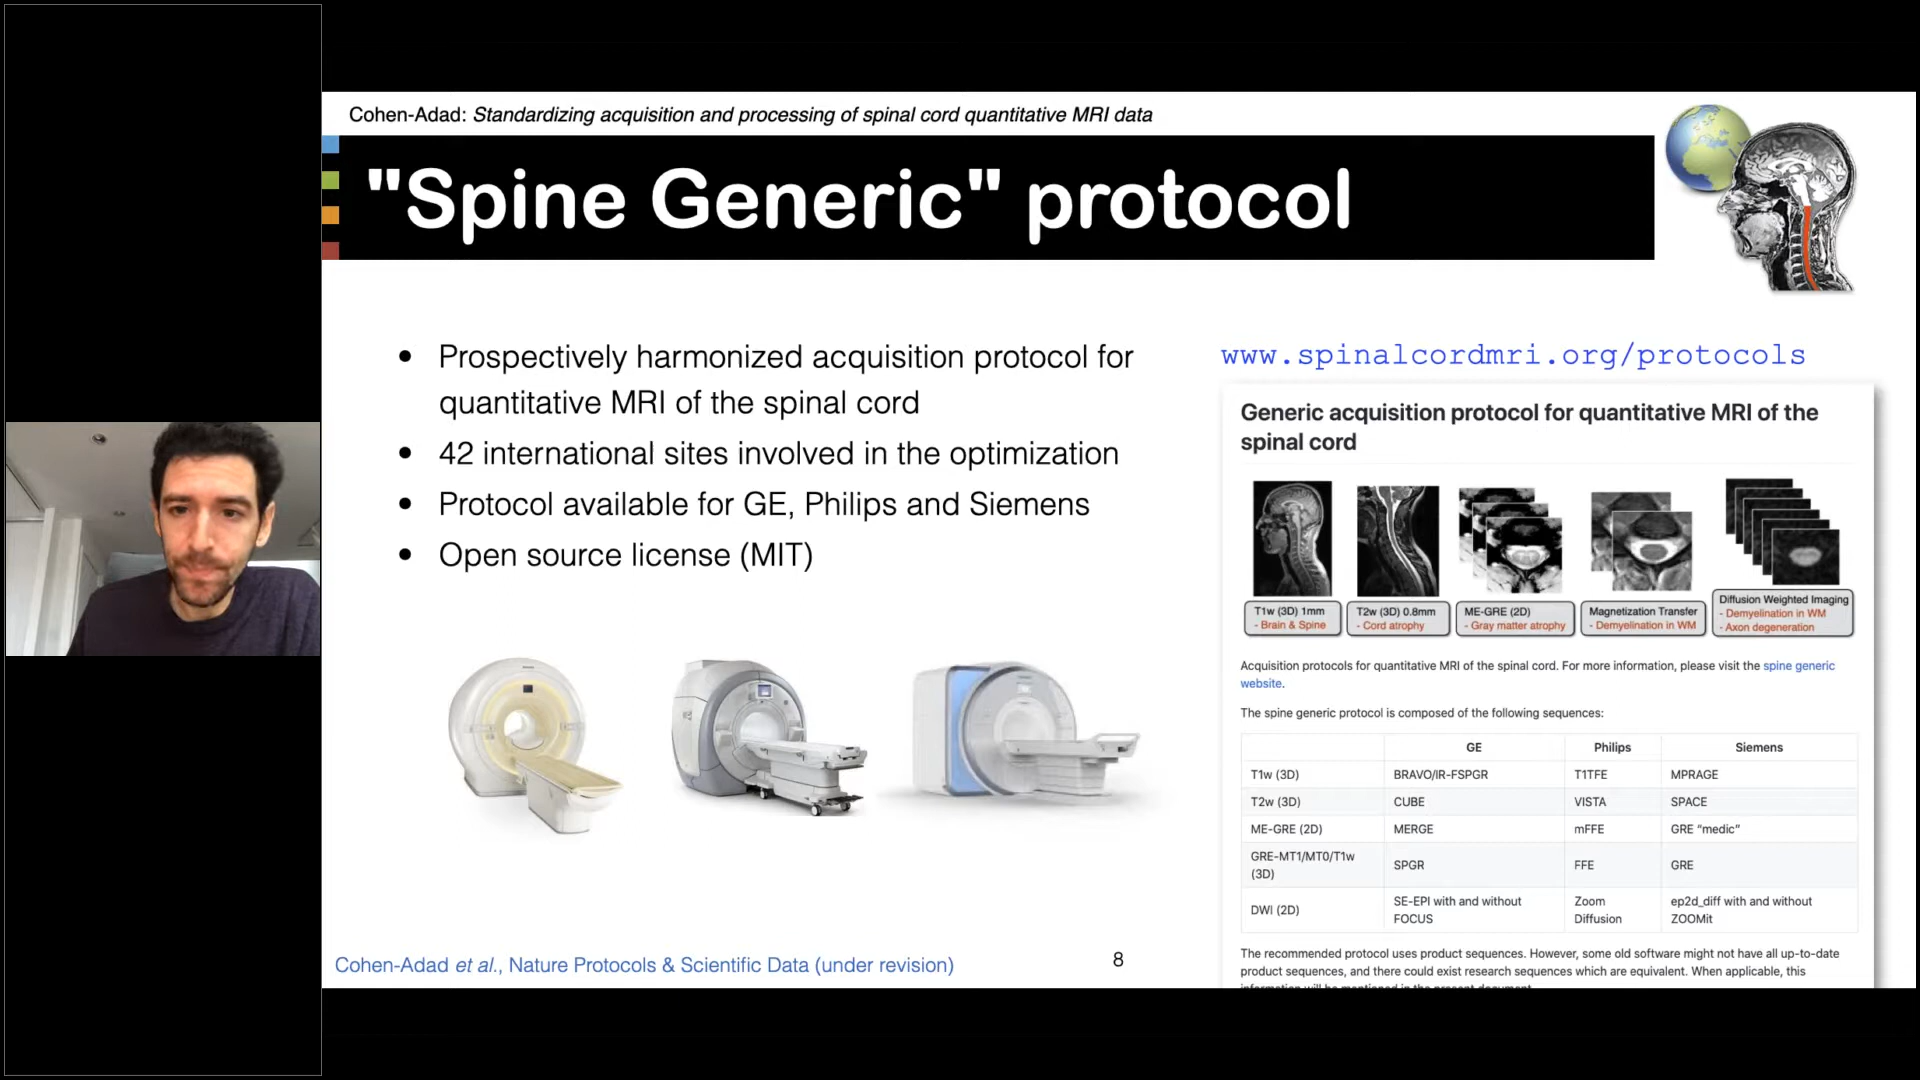 Cohen-Adad: Standardizing acquisition and processing of spinal cord quantitative MRI data
"Spine Generic" protocol
• Prospectively harmonized acquisition protocol for
quantitative MRI of the spinal cord
• 42 international sites involved in the optimization
• Protocol available for GE, Philips and Siemens
• Open source license (MIT)
Cohen-Adad et al., Nature Protocols & Scientific Data (under revision)
8
www.spinalcordmri.org/protocols
Generic acquisition protocol for quantitative MRI of the
spinal cord
T1w (3D) 1mm
- Brain & Spine
T2w (3D) 0.8mm
- Cord atrophy
ME-GRE (2D)
- Gray matter atrophy
Magnetization Transfer
- Demyelination in WM
Diffusion Weighted Imaging
- Demyelination in WM
- Axon degeneration
Acquisition protocols for quantitative MRI of the spinal cord. For more information, please visit the spine generic
website.
The spine generic protocol is composed of the following sequences:
GE Philips Siemens
T1w (3D) BRAVO/IR-FSPGR T1TFE MPRAGE
T2w (3D) CUBE VISTA SPACE
ME-GRE (2D) MERGE mFFE GRE “medic”
GRE-MT1/MT0/T1w
(3D) SPGR FFE GRE
DWI (2D) SE-EPI with and without
FOCUS Zoom
Diffusion ep2d_diff with and without
ZOOMit
The recommended protocol uses product sequences. However, some old software might not have all up-to-date
product sequences, and there could exist research sequences which are equivalent. When applicable, this
information will be mentioned in the present document.